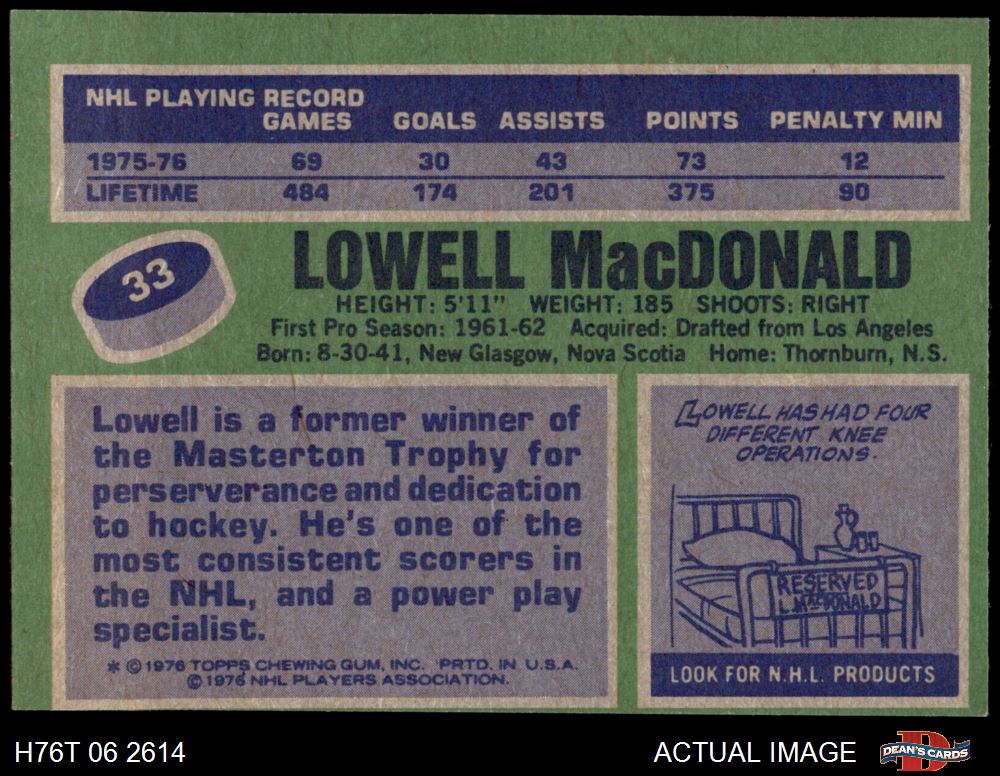 NHL PLAYING RECORD
GAMES GOALS ASSISTS POINTS PENALTY MIN
1975-76 69 30 43 73 12
LIFETIME 484 174 201 375 90
33
LOWELL MacDONALD
HEIGHT: 5'11" WEIGHT: 185 SHOOTS: RIGHT
First Pro Season: 1961-62 Acquired: Drafted from Los Angeles
Born: 8-30-41, New Glasgow, Nova Scotia Home: Thornburn, N.S.
Lowell is a former winner of
the Masterton Trophy for
perserverance and dedication
to hockey. He's one of the
most consistent scorers in
the NHL, and a power play
specialist.
* © 1976 TOPPS CHEWING GUM, INC. PRTD. IN U.S.A.
© 1976 NHL PLAYERS ASSOCIATION.
LOWELL HAS HAD FOUR
DIFFERENT KNEE
OPERATIONS.
RESERVED
L. MacDONALD
LOOK FOR N.H.L. PRODUCTS
H76T 06 2614
ACTUAL IMAGE
D
DEAN'S CARDS